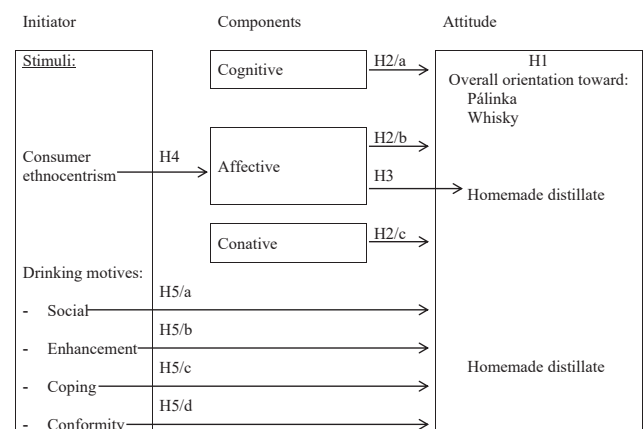 Initiator
Components
Attitude
Stimuli:
Cognitive
H2/a
H1
Overall orientation toward:
Pálinka
Whisky
Consumer
ethnocentrism
H4
Affective
H2/b
H3
Homemade distillate
Conative
H2/c
Drinking motives:
H5/a
- Social
H5/b
- Enhancement
H5/c
- Coping
Homemade distillate
H5/d
- Conformity